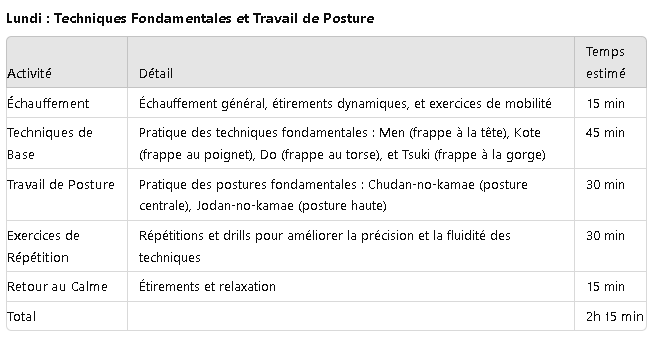 Lundi : Techniques Fondamentales et Travail de Posture
Temps
Activité Détail estimé
Échauffement Échauffement général, étirements dynamiques, et exercices de mobilité 15 min
Techniques de Pratique des techniques fondamentales : Men (frappe à la tête), Kote 45 min
Base (frappe au poignet), Do (frappe au torse), et Tsuki (frappe à la gorge)
Travail de Posture Pratique des postures fondamentales : Chudan-no-kamae (posture 30 min
centrale), Jodan-no-kamae (posture haute)
Exercices de Répétitions et drills pour améliorer la précision et la fluidité des 30 min
Répétition techniques
Retour au Calme Étirements et relaxation 15 min
Total 2h 15 min